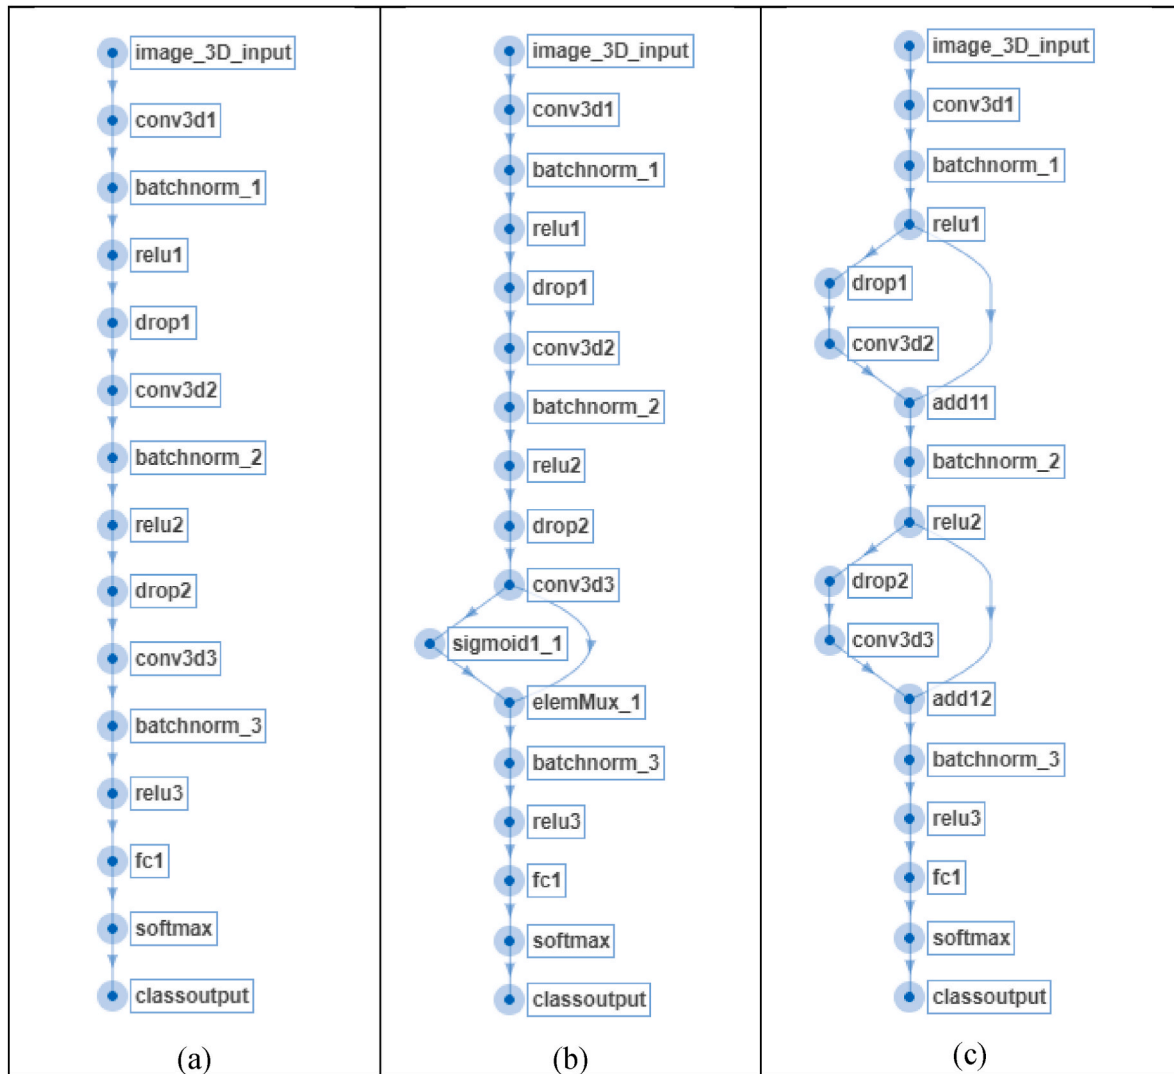 image_3D_input
conv3d1
batchnorm_1
relu1
drop1
conv3d2
batchnorm_2
relu2
drop2
conv3d3
batchnorm_3
relu3
fc1
softmax
classoutput
(a)
image_3D_input
conv3d1
batchnorm_1
relu1
drop1
conv3d2
batchnorm_2
relu2
drop2
conv3d3
sigmoid1_1
elemMux_1
batchnorm_3
relu3
fc1
softmax
classoutput
(b)
image_3D_input
conv3d1
batchnorm_1
relu1
drop1
conv3d2
add11
batchnorm_2
relu2
drop2
conv3d3
add12
batchnorm_3
relu3
fc1
softmax
classoutput
(c)